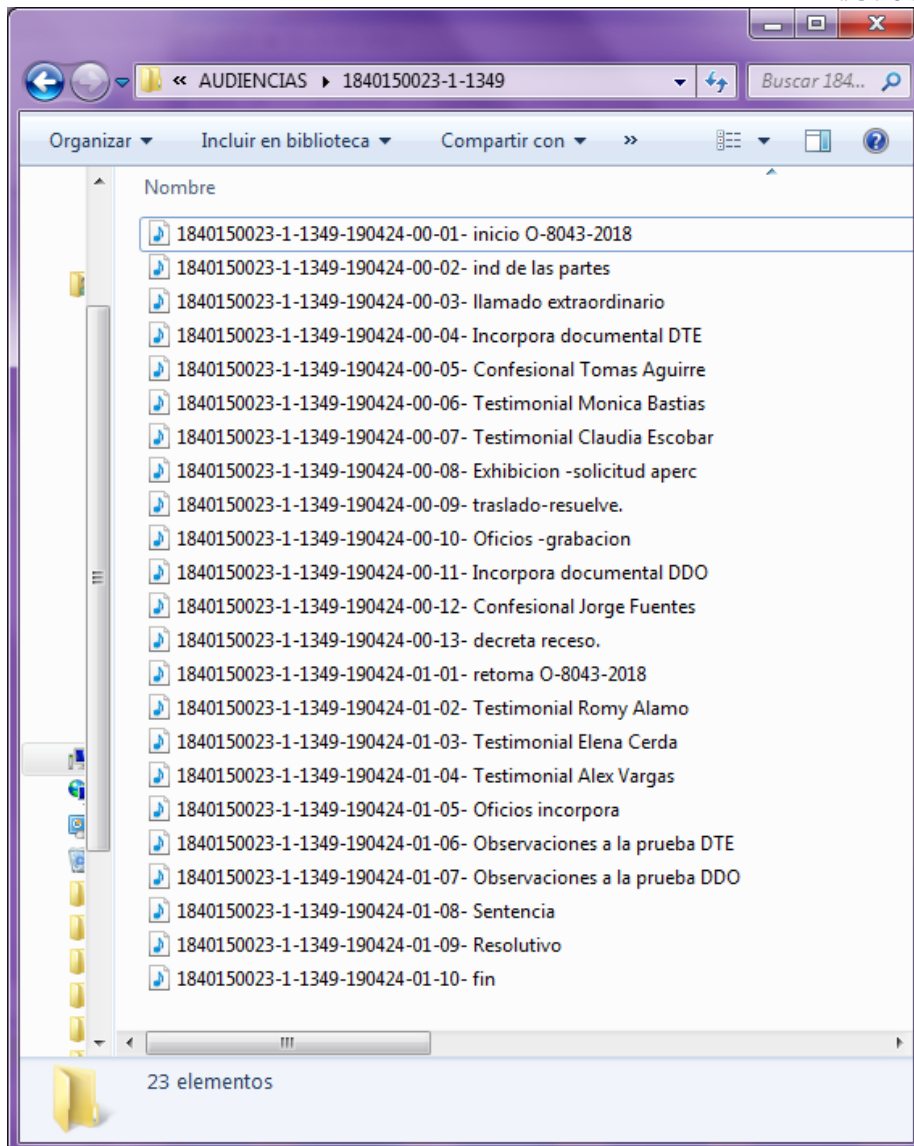 « AUDIENCIAS ▸ 1840150023-1-1349
Buscar 184...
Organizar Incluir en biblioteca Compartir con »
Nombre
1840150023-1-1349-190424-00-01- inicio O-8043-2018
1840150023-1-1349-190424-00-02- ind de las partes
1840150023-1-1349-190424-00-03- llamado extraordinario
1840150023-1-1349-190424-00-04- Incorpora documental DTE
1840150023-1-1349-190424-00-05- Confesional Tomas Aguirre
1840150023-1-1349-190424-00-06- Testimonial Monica Bastias
1840150023-1-1349-190424-00-07- Testimonial Claudia Escobar
1840150023-1-1349-190424-00-08- Exhibicion -solicitud aperc
1840150023-1-1349-190424-00-09- traslado-resuelve.
1840150023-1-1349-190424-00-10- Oficios -grabacion
1840150023-1-1349-190424-00-11- Incorpora documental DDO
1840150023-1-1349-190424-00-12- Confesional Jorge Fuentes
1840150023-1-1349-190424-00-13- decreta receso.
1840150023-1-1349-190424-01-01- retoma O-8043-2018
1840150023-1-1349-190424-01-02- Testimonial Romy Alamo
1840150023-1-1349-190424-01-03- Testimonial Elena Cerda
1840150023-1-1349-190424-01-04- Testimonial Alex Vargas
1840150023-1-1349-190424-01-05- Oficios incorpora
1840150023-1-1349-190424-01-06- Observaciones a la prueba DTE
1840150023-1-1349-190424-01-07- Observaciones a la prueba DDO
1840150023-1-1349-190424-01-08- Sentencia
1840150023-1-1349-190424-01-09- Resolutivo
1840150023-1-1349-190424-01-10- fin
23 elementos